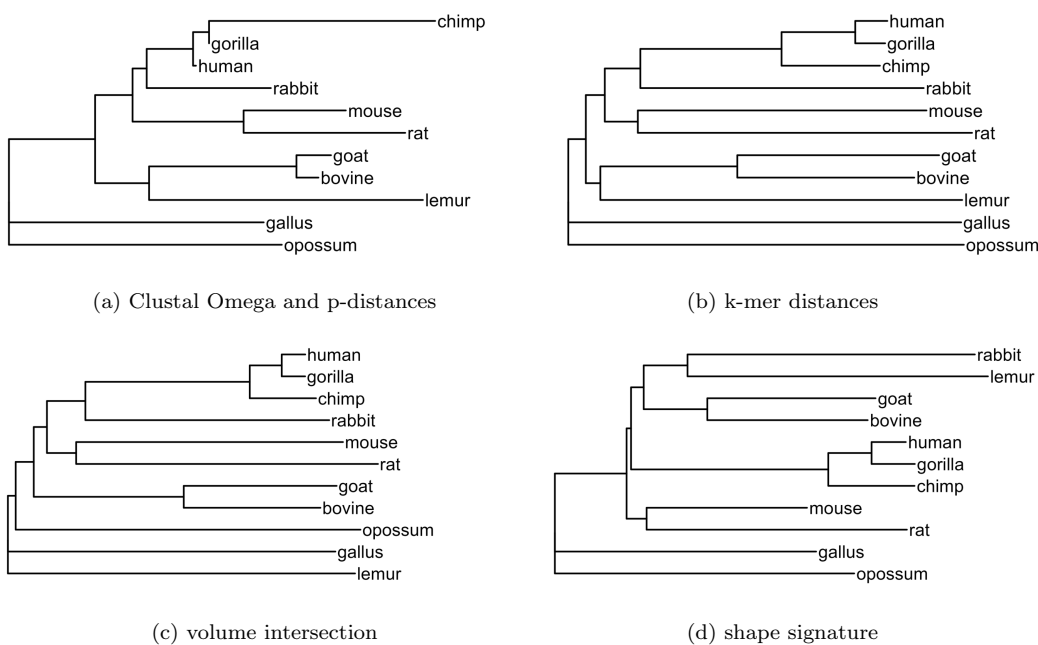 chimp
gorilla
human
rabbit
mouse
rat
goat
bovine
lemur
gallus
opossum
(a) Clustal Omega and p-distances
human
gorilla
chimp
rabbit
mouse
rat
goat
bovine
lemur
gallus
opossum
(b) k-mer distances
human
gorilla
chimp
rabbit
mouse
rat
goat
bovine
opossum
gallus
lemur
(c) volume intersection
rabbit
lemur
goat
bovine
human
gorilla
chimp
mouse
rat
gallus
opossum
(d) shape signature